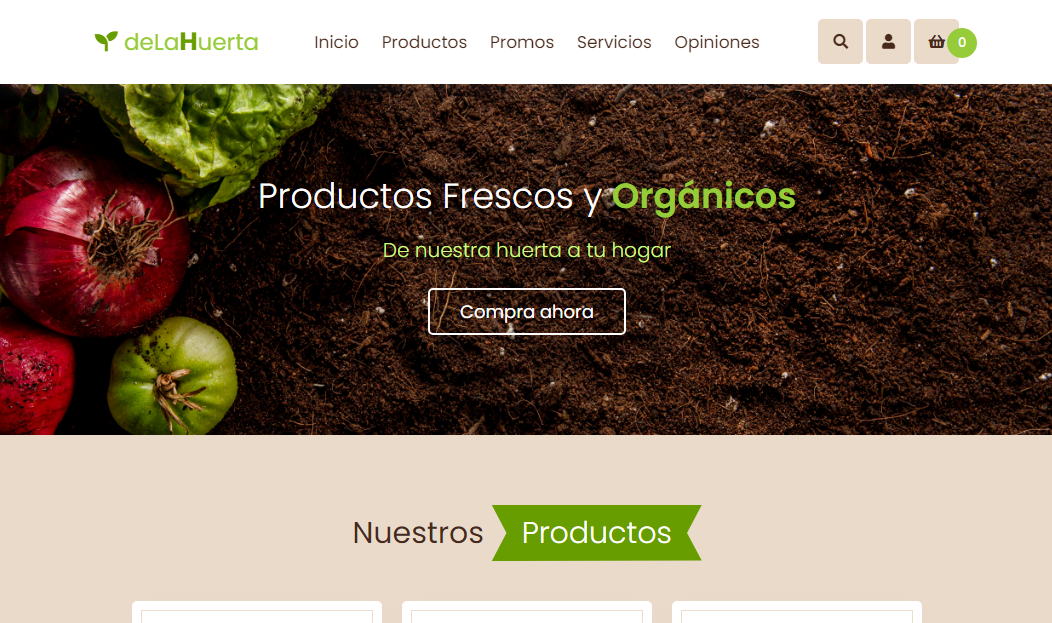 deLaHuerta
Inicio Productos Promos Servicios Opiniones
0
Productos Frescos y Orgánicos
De nuestra huerta a tu hogar
Compra ahora
Nuestros Productos